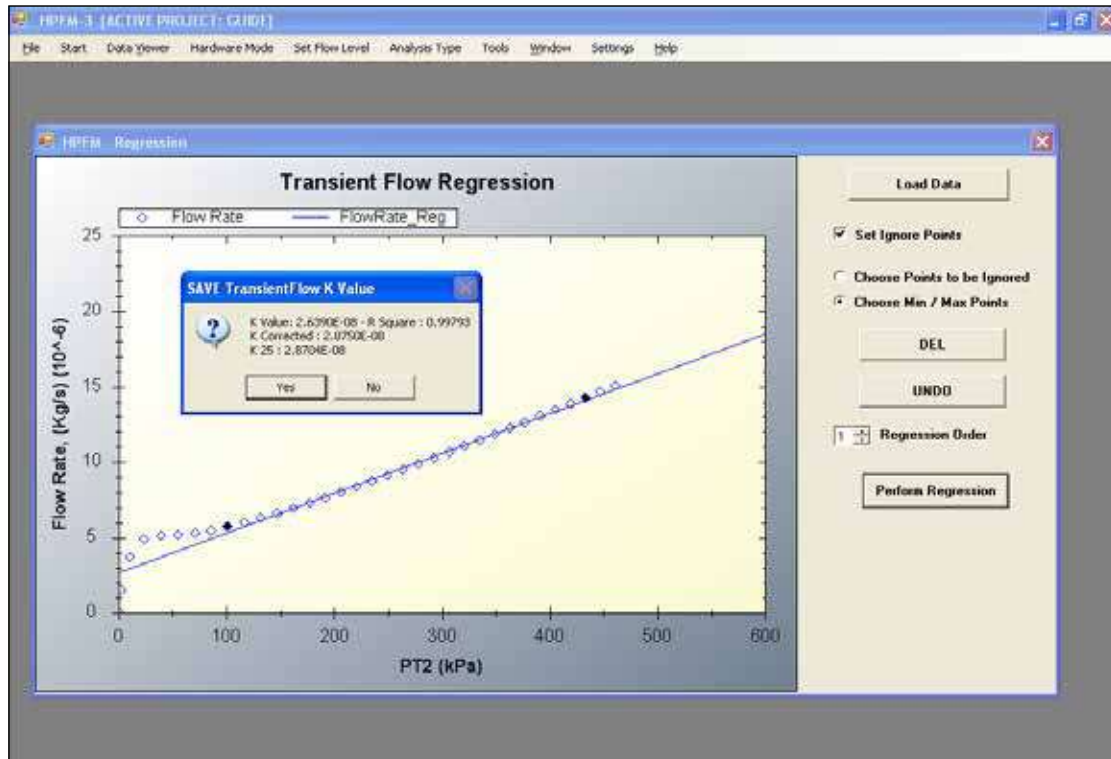 HPFM-3 [ACTIVE PROJECT: GUIDE]
File Start Data Viewer Hardware Mode Set Flow Level Analysis Type Tools Window Settings Help
HPFM Regression
Transient Flow Regression
Flow Rate FlowRate_Reg
25
20
15
10
5
0
Flow Rate, (Kg/s) (10^-6)
0 100 200 300 400 500 600
PT2 (kPa)
SAVE TransientFlow K Value
K Value: 2.6390E-08 - R Square : 0.99793
K Corrected : 2.8750E-08
K 25 : 2.8704E-08
Yes No
Load Data
Set Ignore Points
Choose Points to be Ignored
Choose Min / Max Points
DEL
UNDO
1 Regression Order
Perform Regression